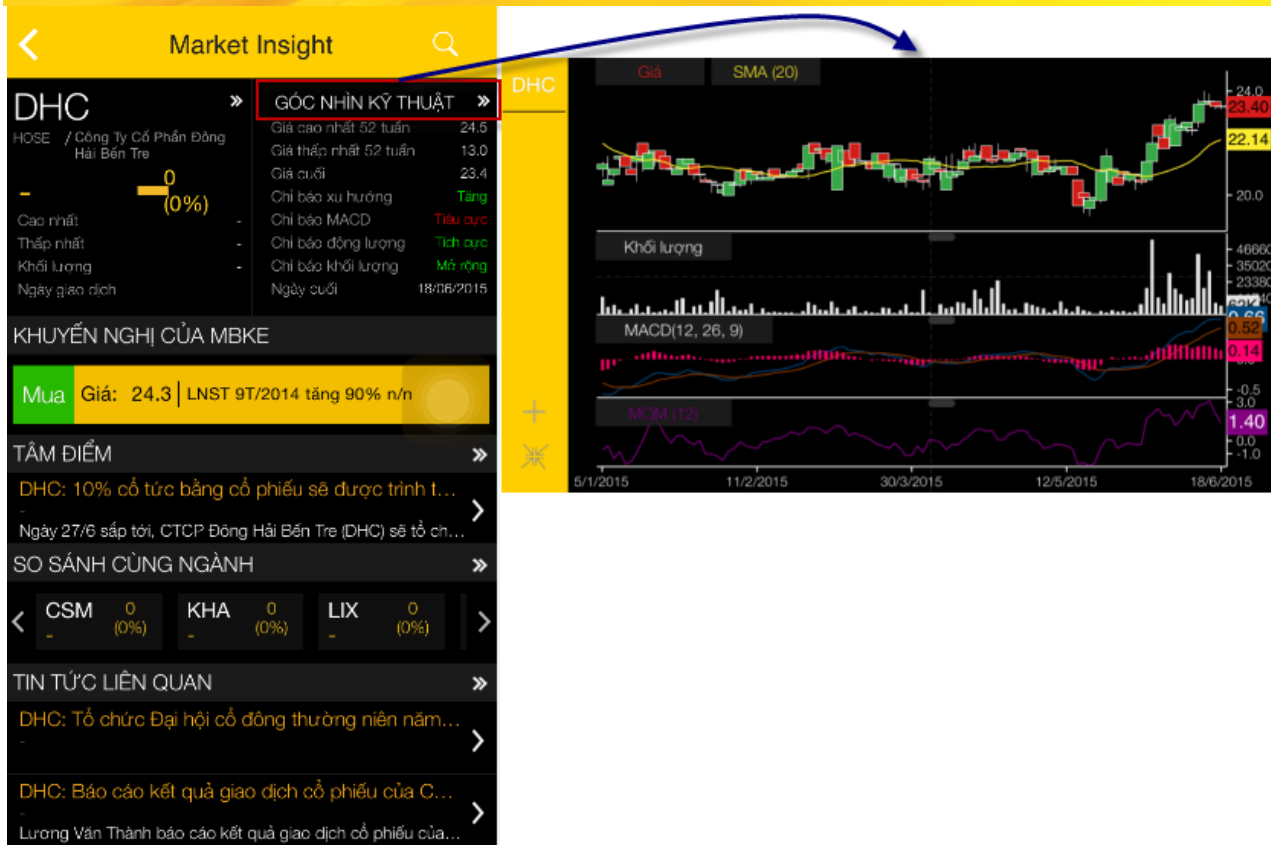 Market Insight
DHC
HOSE / Công Ty Cổ Phần Đông
Hải Bến Tre
-
0
(0%)
Cao nhất -
Thấp nhất -
Khối lượng -
Ngày giao dịch
GÓC NHÌN KỸ THUẬT
Giá cao nhất 52 tuần 24.5
Giá thấp nhất 52 tuần 13.0
Giá cuối 23.4
Chỉ báo xu hướng Tăng
Chỉ báo MACD Tiêu cực
Chỉ báo động lượng Tích cực
Chỉ báo khối lượng Mở rộng
Ngày cuối 18/06/2015
KHUYẾN NGHỊ CỦA MBKE
Mua Giá: 24.3 | LNST 9T/2014 tăng 90% n/n
TÂM ĐIỂM
DHC: 10% cổ tức bằng cổ phiếu sẽ được trình t...
-
Ngày 27/6 sắp tới, CTCP Đông Hải Bến Tre (DHC) sẽ tổ ch...
SO SÁNH CÙNG NGÀNH
CSM 0 KHA 0 LIX 0
- (0%) - (0%) - (0%)
TIN TỨC LIÊN QUAN
DHC: Tổ chức Đại hội cổ đông thường niên năm...
-
DHC: Báo cáo kết quả giao dịch cổ phiếu của C...
-
Lương Văn Thành báo cáo kết quả giao dịch cổ phiếu của...
DHC
Giá SMA (20)
24.0
23.40
22.14
20.0
Khối lượng
46660
35020
23380
MACD(12, 26, 9)
0.52
0.14
-0.5
MOM (12)
3.0
1.40
0.0
-1.0
5/1/2015 11/2/2015 30/3/2015 12/5/2015 18/6/2015